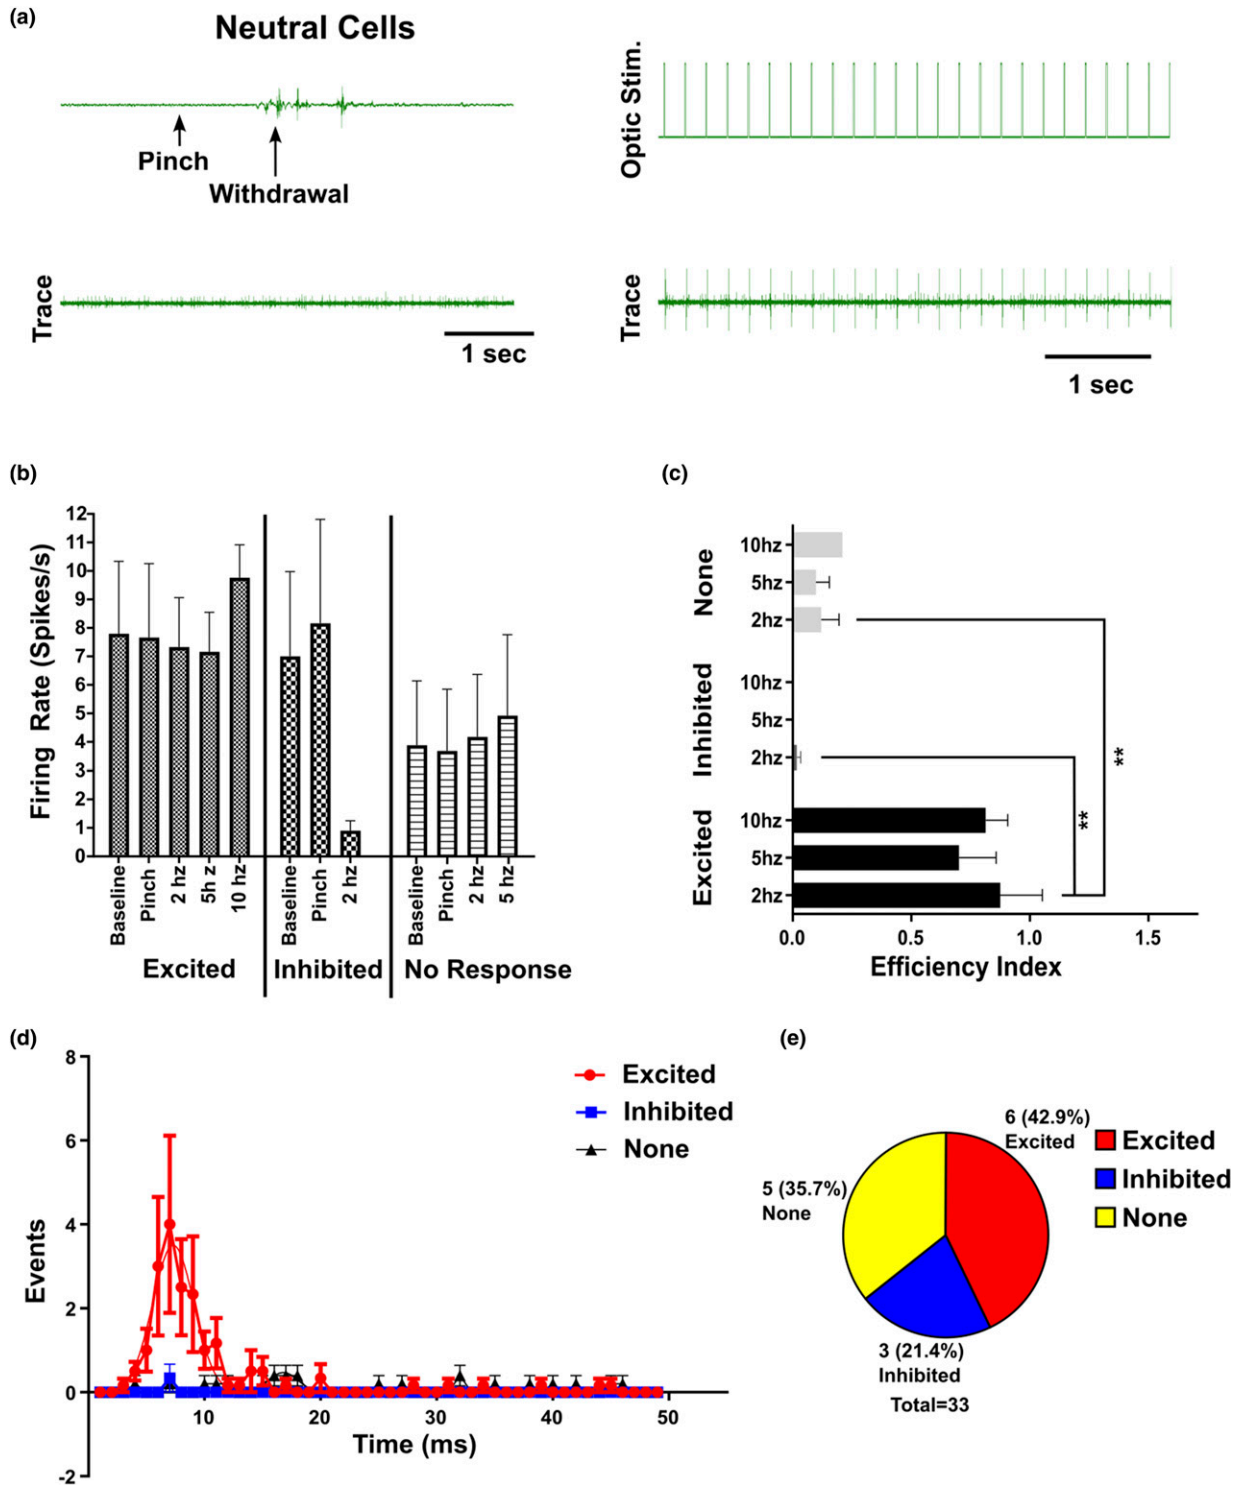 (a)
Neutral Cells
Pinch
Withdrawal
Trace
1 sec
Optic Stim.
Trace
1 sec
(b)
Firing Rate (Spikes/s)
12
11
10
9
8
7
6
5
4
3
2
1
0
Baseline
Pinch
2 hz
5h z
10 hz
Baseline
Pinch
2 hz
Baseline
Pinch
2 hz
5 hz
Excited
Inhibited
No Response
(c)
None
10hz
5hz
2hz
Inhibited
10hz
5hz
2hz
Excited
10hz
5hz
2hz
**
**
0.0
0.5
1.0
1.5
Efficiency Index
(d)
Events
8
6
4
2
0
-2
10
20
30
40
50
Time (ms)
Excited
Inhibited
None
(e)
6 (42.9%)
Excited
5 (35.7%)
None
3 (21.4%)
Inhibited
Total=33
Excited
Inhibited
None